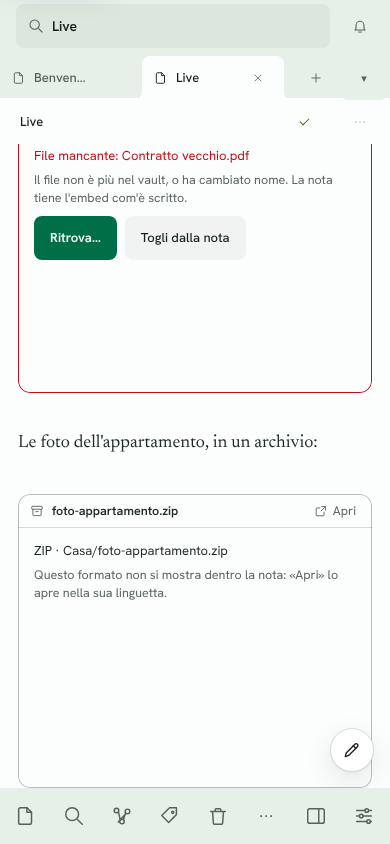 Live
Benven...
Live
Live
File mancante: Contratto vecchio.pdf
Il file non è più nel vault, o ha cambiato nome. La nota
tiene l'embed com'è scritto.
Ritrova...
Togli dalla nota
Le foto dell'appartamento, in un archivio:
foto-appartamento.zip
Apri
ZIP · Casa/foto-appartamento.zip
Questo formato non si mostra dentro la nota: «Apri» lo
apre nella sua linguetta.